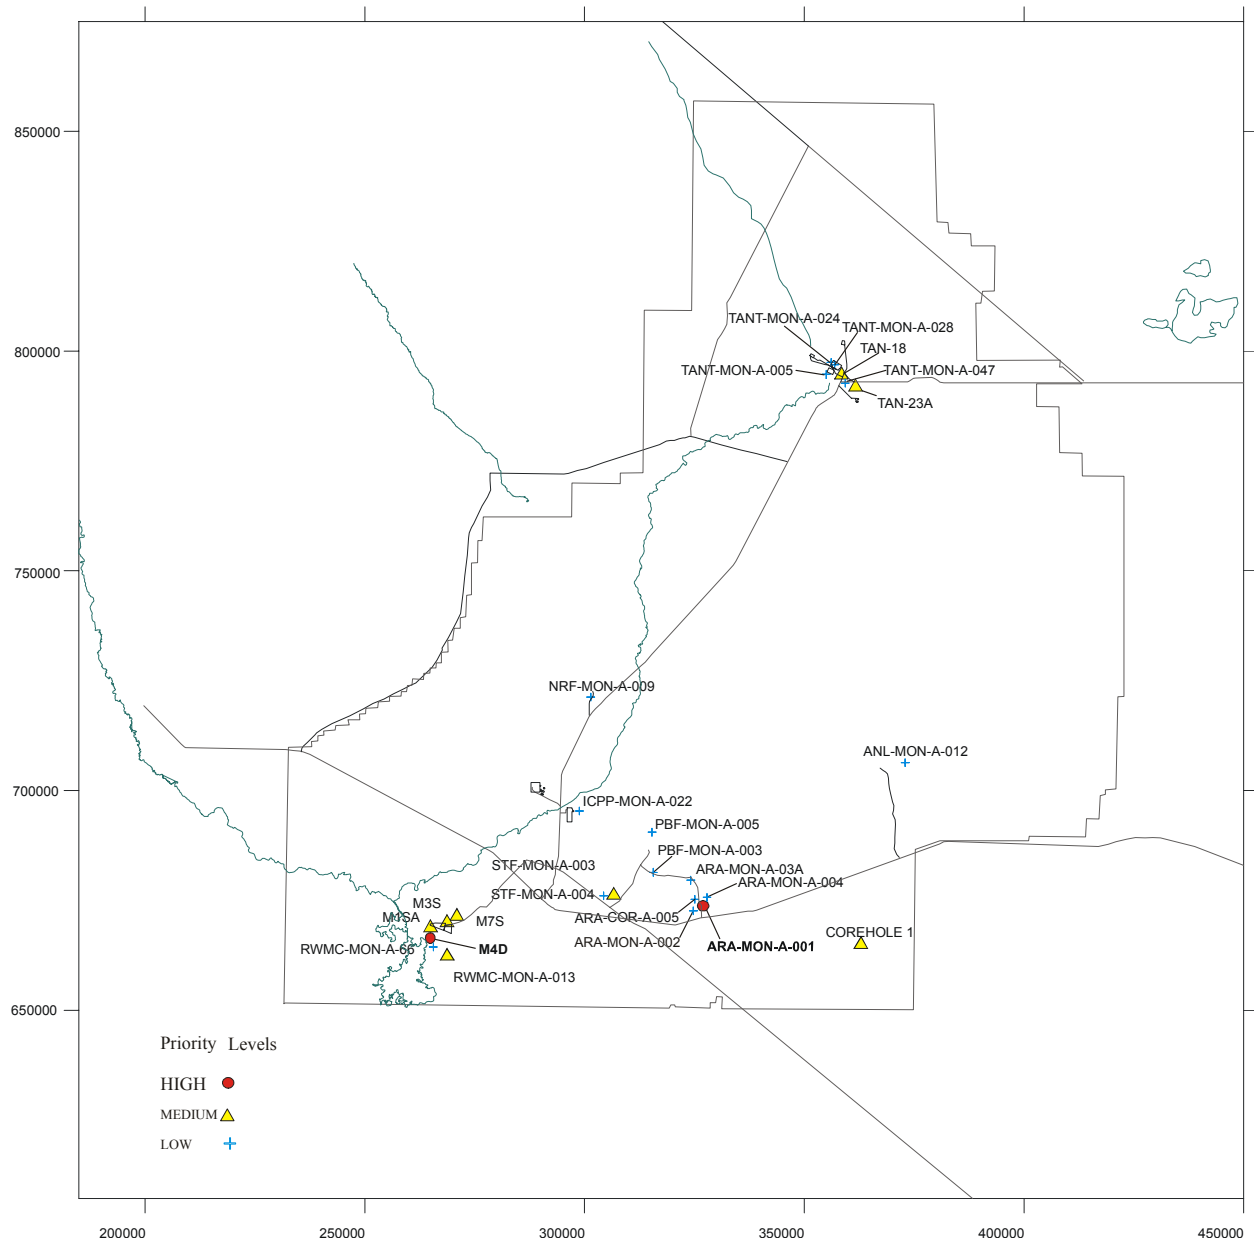 850000
TANT-MON-A-024
TANT-MON-A-028
800000
TAN-18
TANT-MON-A-005
TANT-MON-A-047
TAN-23A
750000
NRF-MON-A-009
ANL-MON-A-012
700000
ICPP-MON-A-022
PBF-MON-A-005
PBF-MON-A-003
STF-MON-A-003
ARA-MON-A-03A
ARA-MON-A-004
STF-MON-A-004
M3S
M1SA
M7S
ARA-COR-A-005
COREHOLE 1
ARA-MON-A-002
ARA-MON-A-001
RWMC-MON-A-66
M4D
RWMC-MON-A-013
650000
Priority Levels
HIGH
MEDIUM
LOW
200000
250000
300000
350000
400000
450000